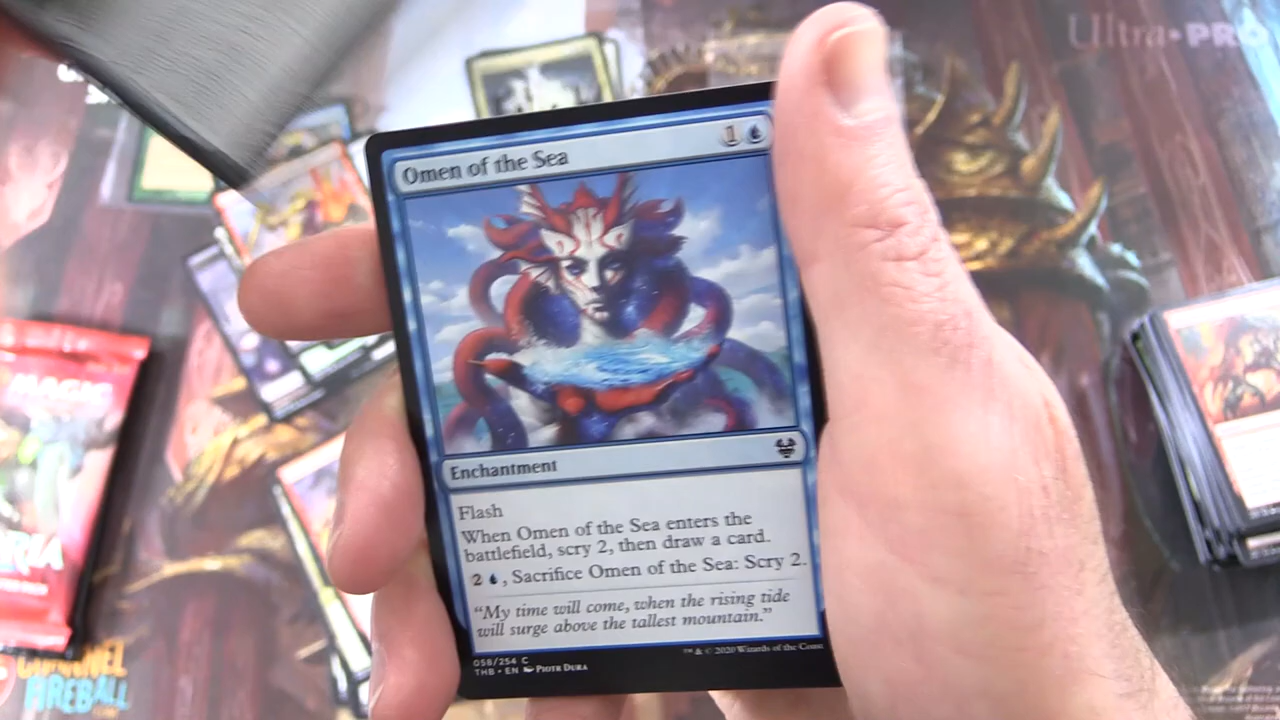 Ultra•PRO
Omen of the Sea
1
Enchantment
Flash
When Omen of the Sea enters the
battlefield, scry 2, then draw a card.
2 , Sacrifice Omen of the Sea: Scry 2.
“My time will come, when the rising tide
will surge above the tallest mountain.”
058/254 C
THB • EN PIOTR DURA
™ & © 2020 Wizards of the Coast
MAGIC
CHANNEL
FIREBALL